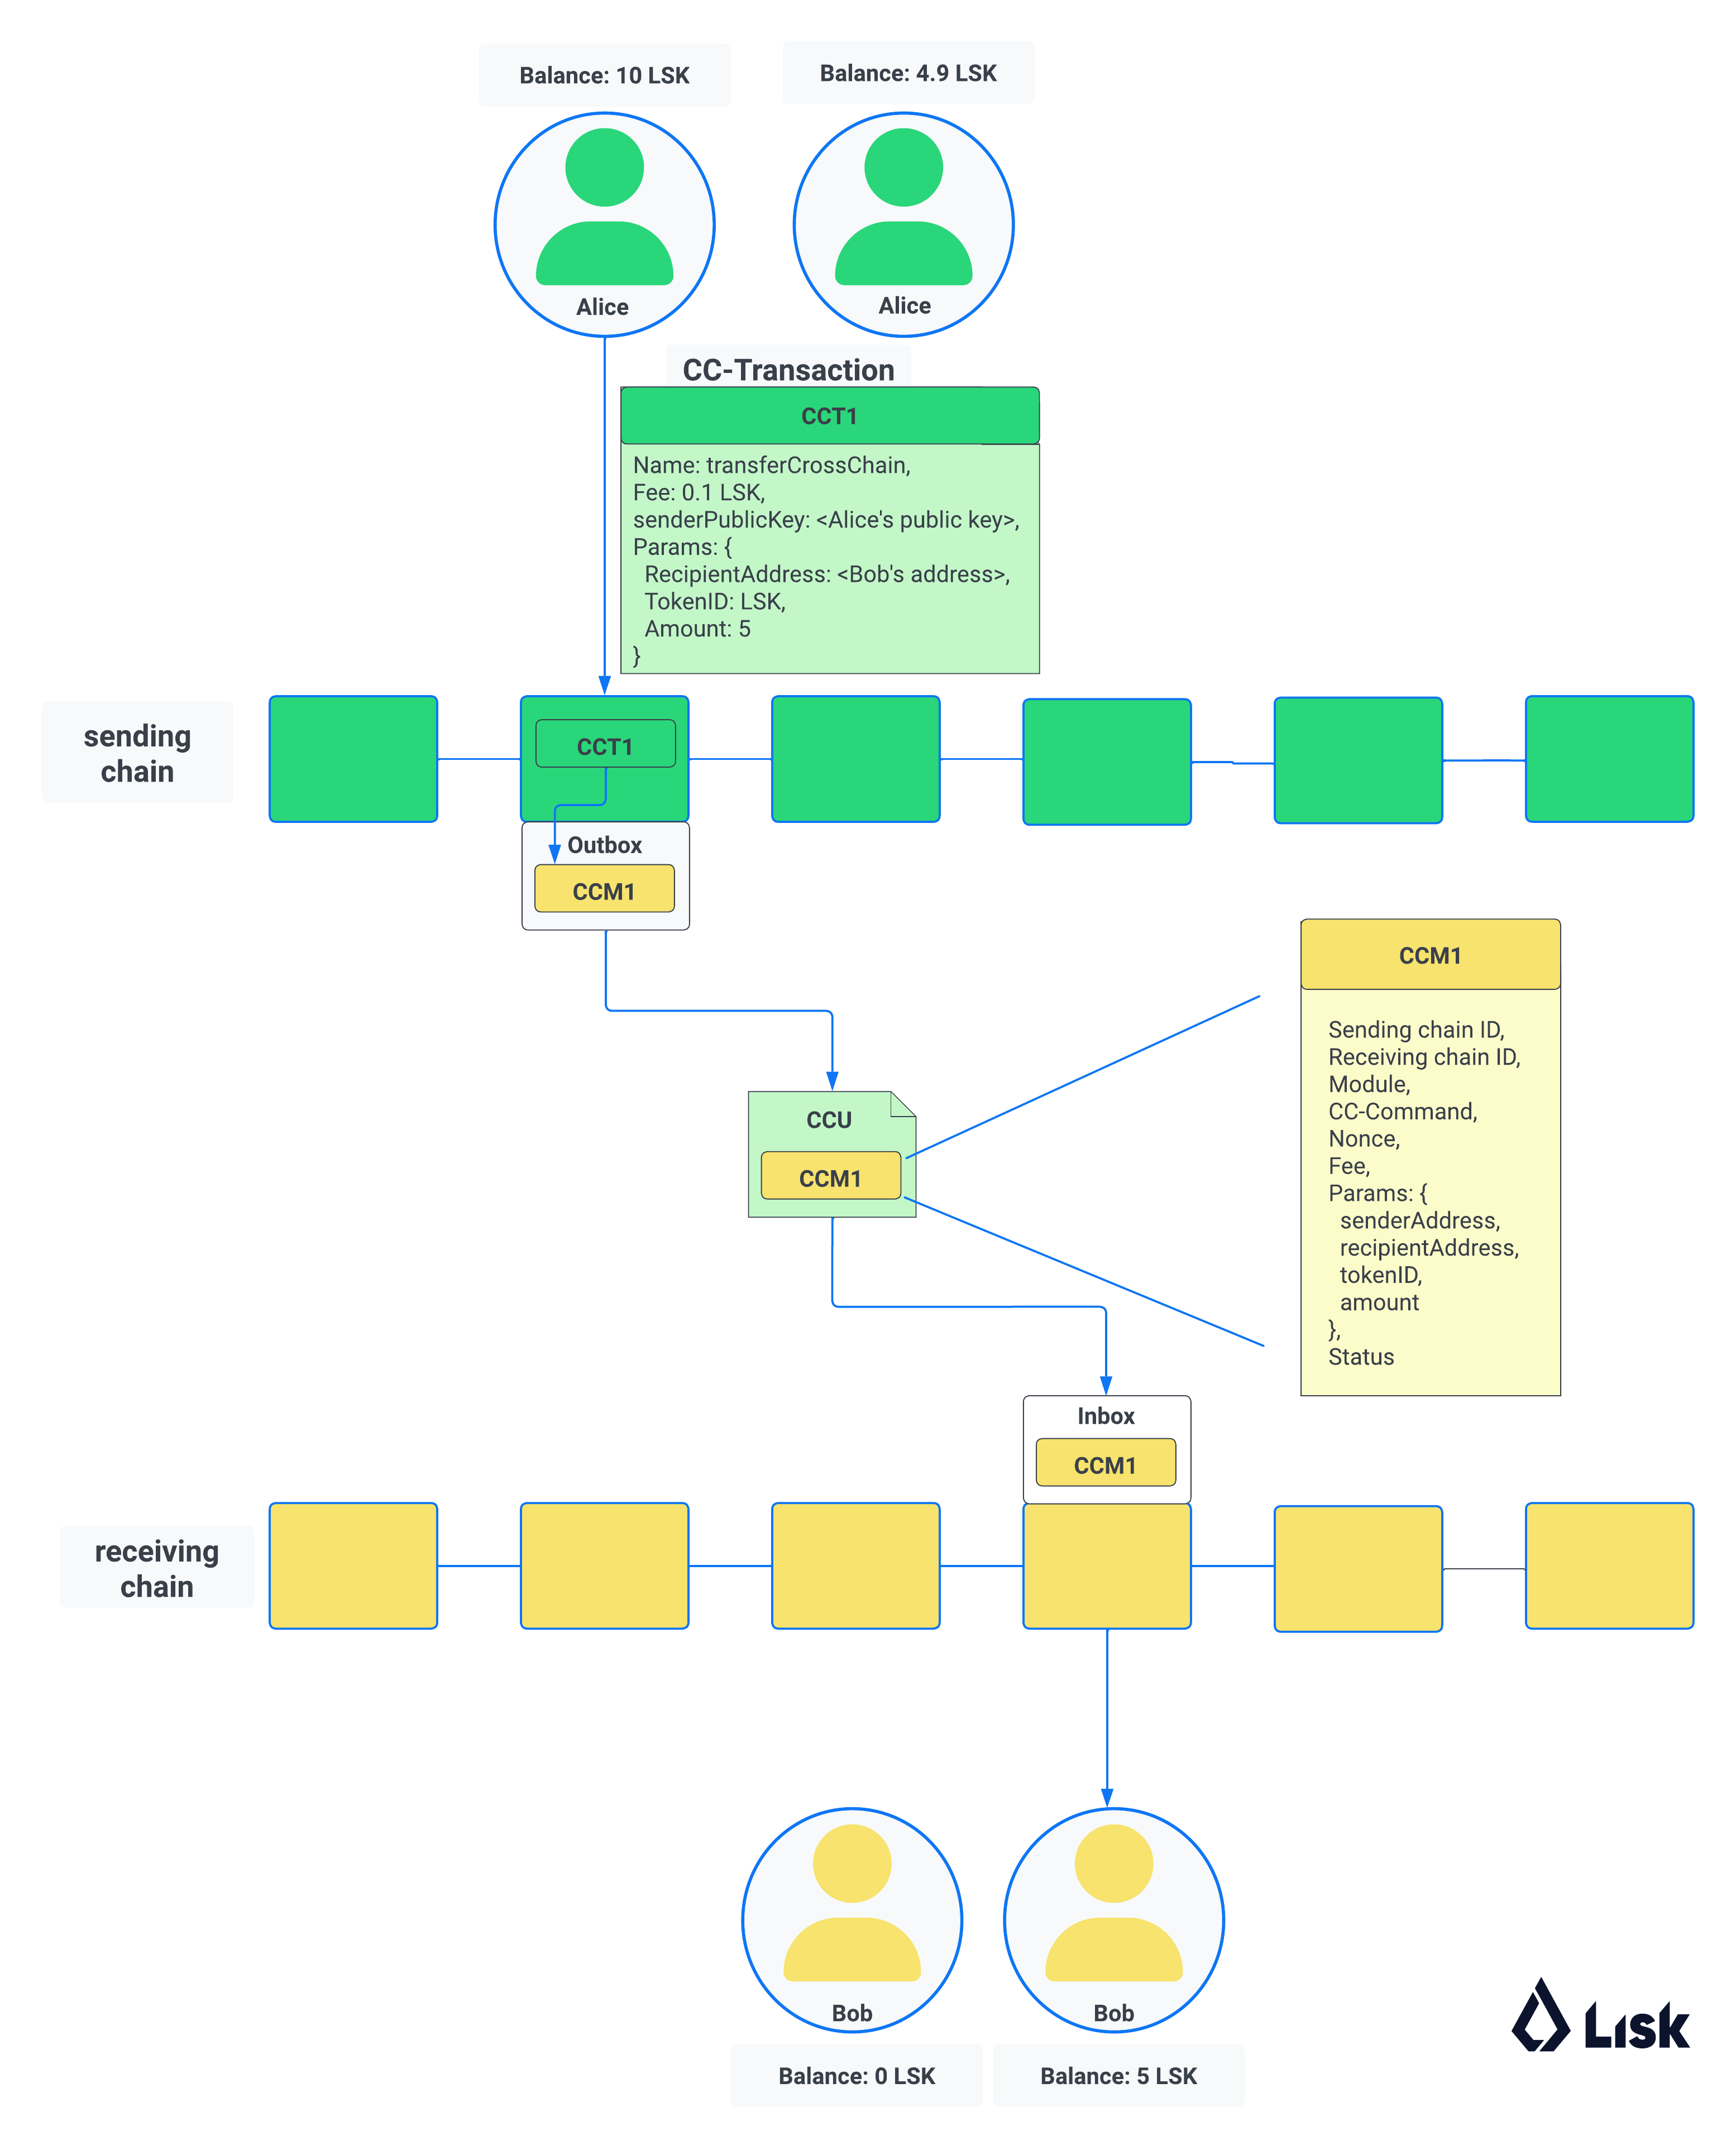 Balance: 10 LSK
Balance: 4.9 LSK
Alice
Alice
CC-Transaction
CCT1
Name: transferCrossChain,
Fee: 0.1 LSK,
senderPublicKey: <Alice's public key>,
Params: {
RecipientAddress: <Bob's address>,
TokenID: LSK,
Amount: 5
}
sending
chain
CCT1
Outbox
CCM1
CCM1
Sending chain ID,
Receiving chain ID,
Module,
CC-Command,
Nonce,
Fee,
Params: {
senderAddress,
recipientAddress,
tokenID,
amount
},
Status
CCU
CCM1
Inbox
CCM1
receiving
chain
Bob
Bob
Balance: 0 LSK
Balance: 5 LSK
Lisk